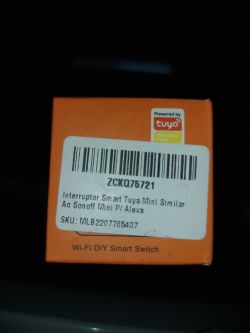 Powered by
tuya
ZCKQ75721
Interruptor Smart Tuya Mini Similar
Ao Sonoff Mini P/ Alexa
SKU: MLB2207765407
Wi-Fi DIY Smart Switch